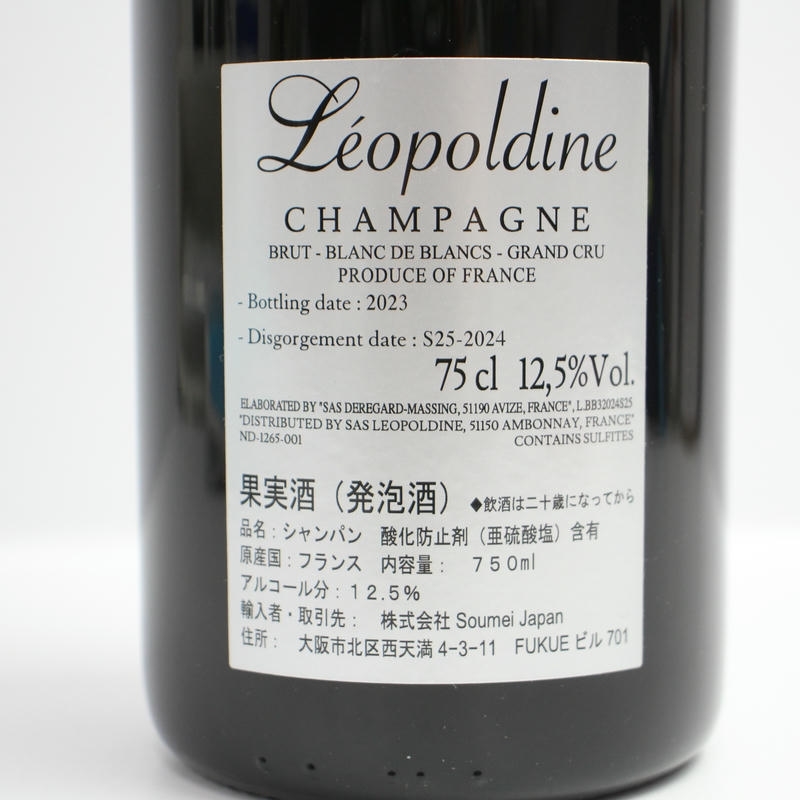 Léopoldine
CHAMPAGNE
BRUT - BLANC DE BLANCS - GRAND CRU
PRODUCE OF FRANCE
- Bottling date : 2023
- Disgorgement date : S25-2024
75 cl 12,5%Vol.
ELABORATED BY "SAS DEREGARD-MASSING, 51190 AVIZE, FRANCE", L.BB32024S25
"DISTRIBUTED BY SAS LEOPOLDINE, 51150 AMBONNAY, FRANCE"
ND-1265-001 CONTAINS SULFITES
果実酒（発泡酒） ◆飲酒は二十歳になってから
品名：シャンパン 酸化防止剤（亜硫酸塩）含有
原産国：フランス 内容量： 750ml
アルコール分：12.5%
輸入者・取引先： 株式会社 Soumei Japan
住所： 大阪市北区西天満 4-3-11 FUKUE ビル 701